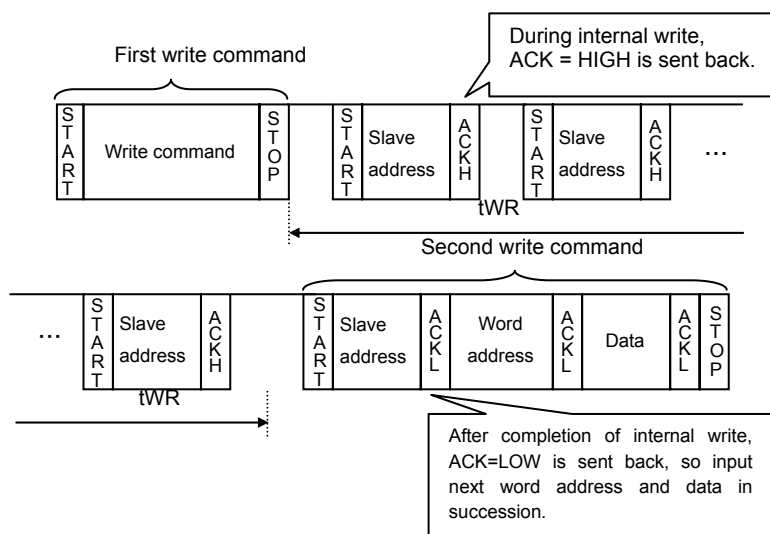 First write command
During internal write,
ACK = HIGH is sent back.
START
Write command
STOP
START
Slave
address
ACKH
START
Slave
address
ACKH
...
tWR
Second write command
...
START
Slave
address
ACKH
START
Slave
address
ACKL
Word
address
ACKL
Data
ACKL
STOP
tWR
After completion of internal write,
ACK=LOW is sent back, so input
next word address and data in
succession.